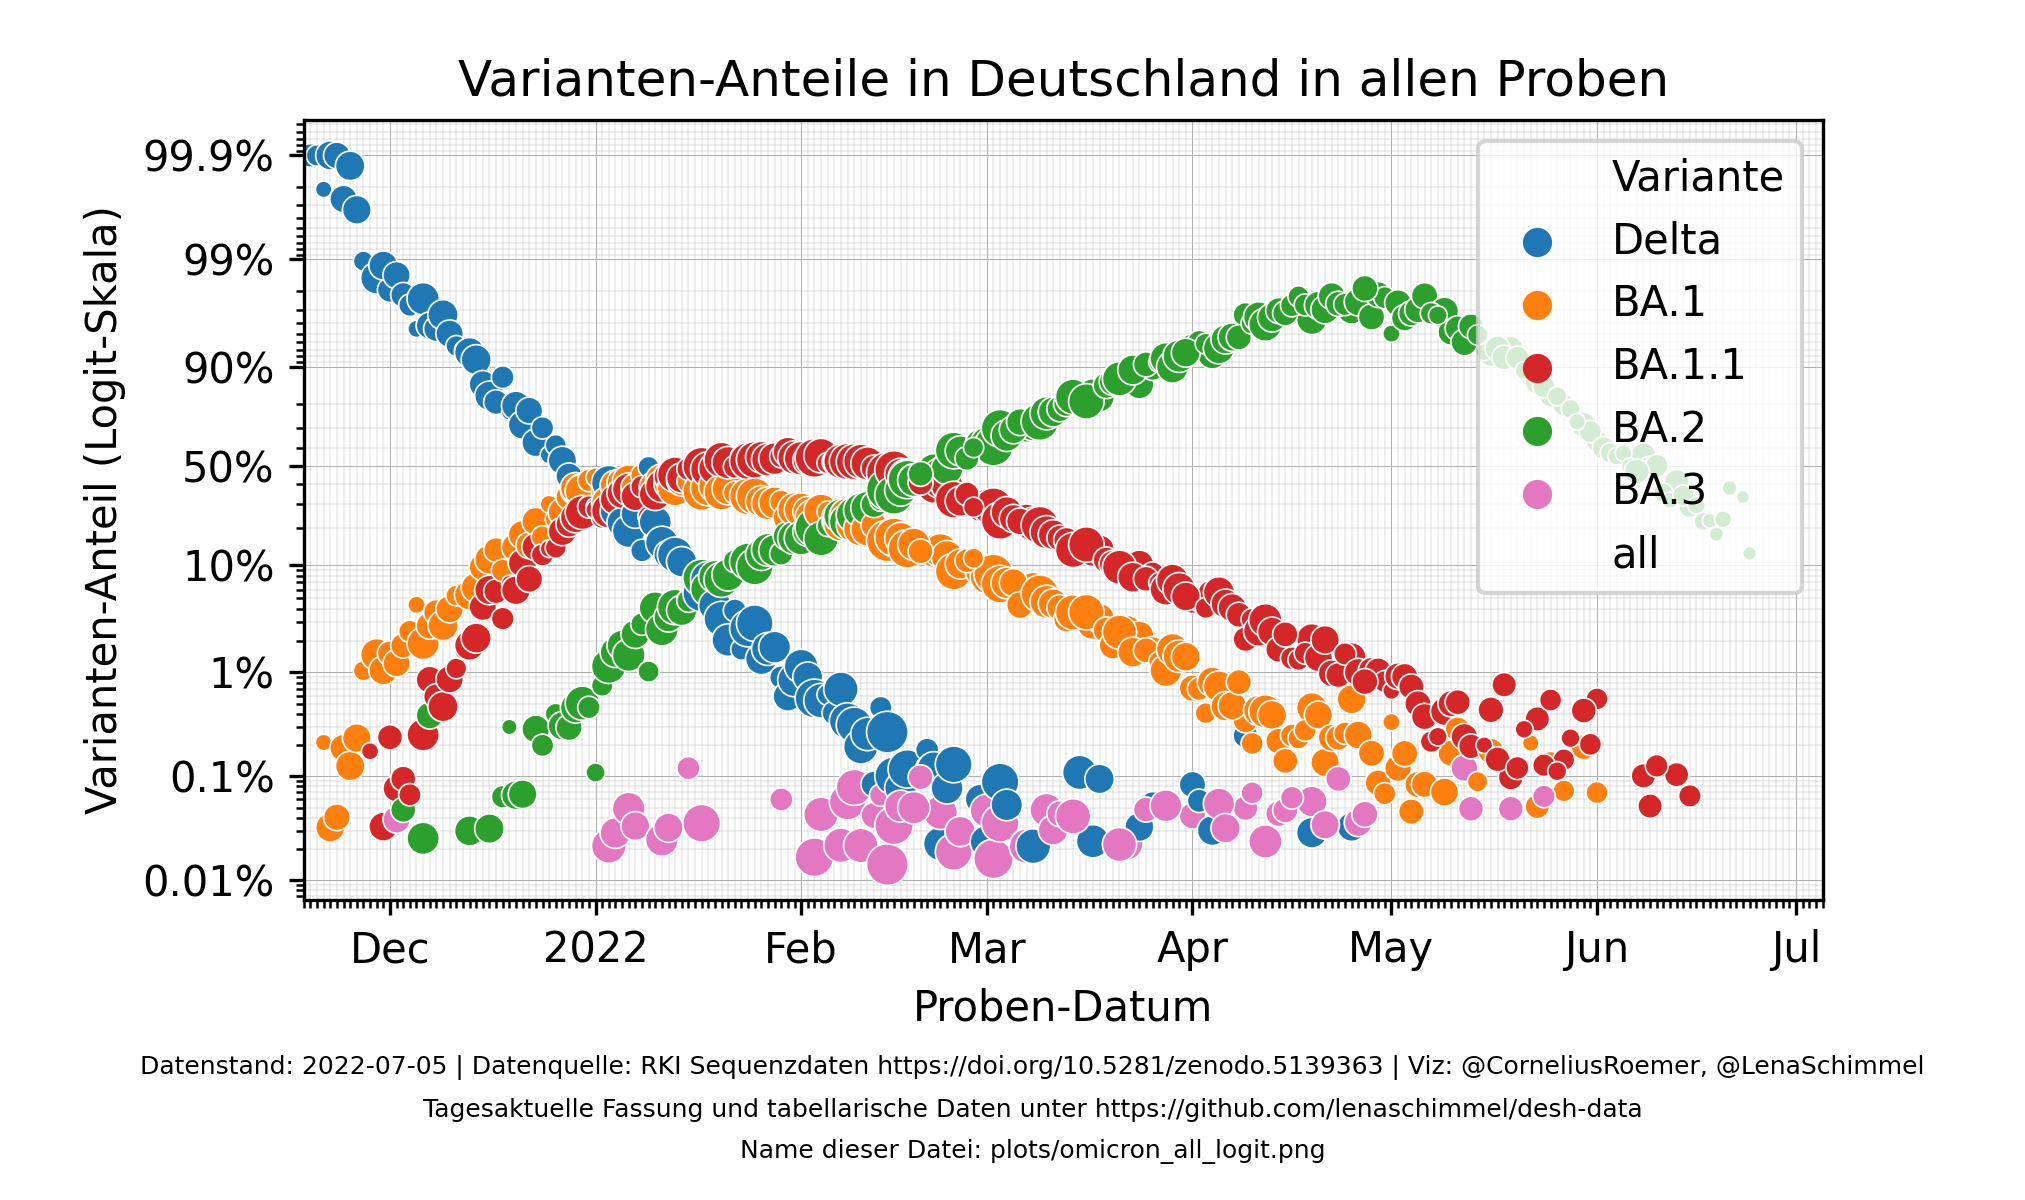 Varianten-Anteile in Deutschland in allen Proben
Varianten-Anteil (Logit-Skala)
99.9%
99%
90%
50%
10%
1%
0.1%
0.01%
Variante
Delta
BA.1
BA.1.1
BA.2
BA.3
all
Dec
2022
Feb
Mar
Apr
May
Jun
Jul
Proben-Datum
Datenstand: 2022-07-05 | Datenquelle: RKI Sequenzdaten https://doi.org/10.5281/zenodo.5139363 | Viz: @CorneliusRoemer, @LenaSchimmel
Tagesaktuelle Fassung und tabellarische Daten unter https://github.com/lenaschimmel/desh-data
Name dieser Datei: plots/omicron_all_logit.png